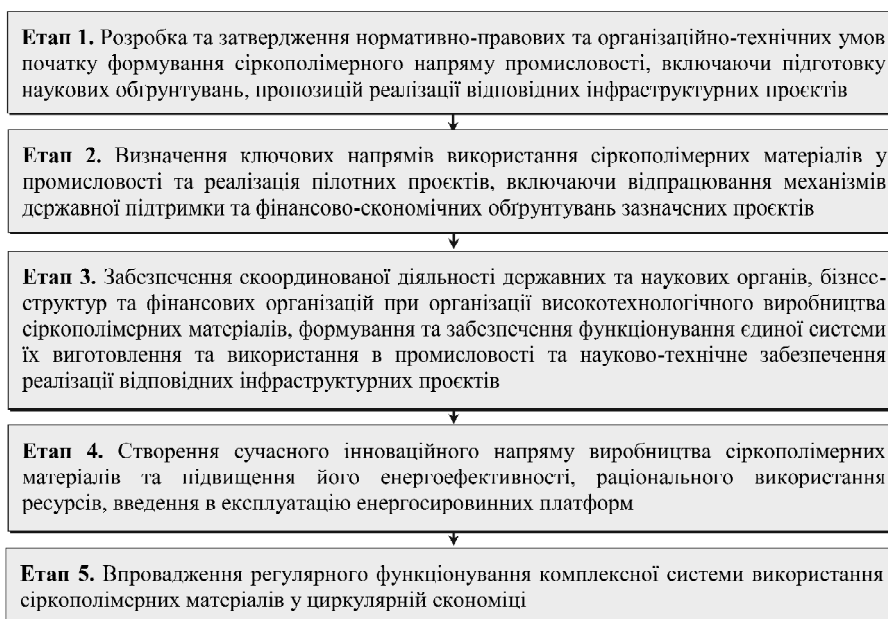 Етап 1. Розробка та затвердження нормативно-правових та організаційно-технічних умов
початку формування сіркополімерного напряму промисловості, включаючи підготовку
наукових обґрунтувань, пропозицій реалізації відповідних інфраструктурних проєктів
Етап 2. Визначення ключових напрямів використання сіркополімерних матеріалів у
промисловості та реалізація пілотних проєктів, включаючи відпрацювання механізмів
державної підтримки та фінансово-економічних обґрунтувань зазначених проєктів
Етап 3. Забезпечення скоординованої діяльності державних та наукових органів, бізнес-
структур та фінансових організацій при організації високотехнологічного виробництва
сіркополімерних матеріалів, формування та забезпечення функціонування єдиної системи
їх виготовлення та використання в промисловості та науково-технічне забезпечення
реалізації відповідних інфраструктурних проєктів
Етап 4. Створення сучасного інноваційного напряму виробництва сіркополімерних
матеріалів та підвищення його енергоефективності, раціонального використання
ресурсів, введення в експлуатацію енергосировинних платформ
Етап 5. Впровадження регулярного функціонування комплексної системи використання
сіркополімерних матеріалів у циркулярній економіці